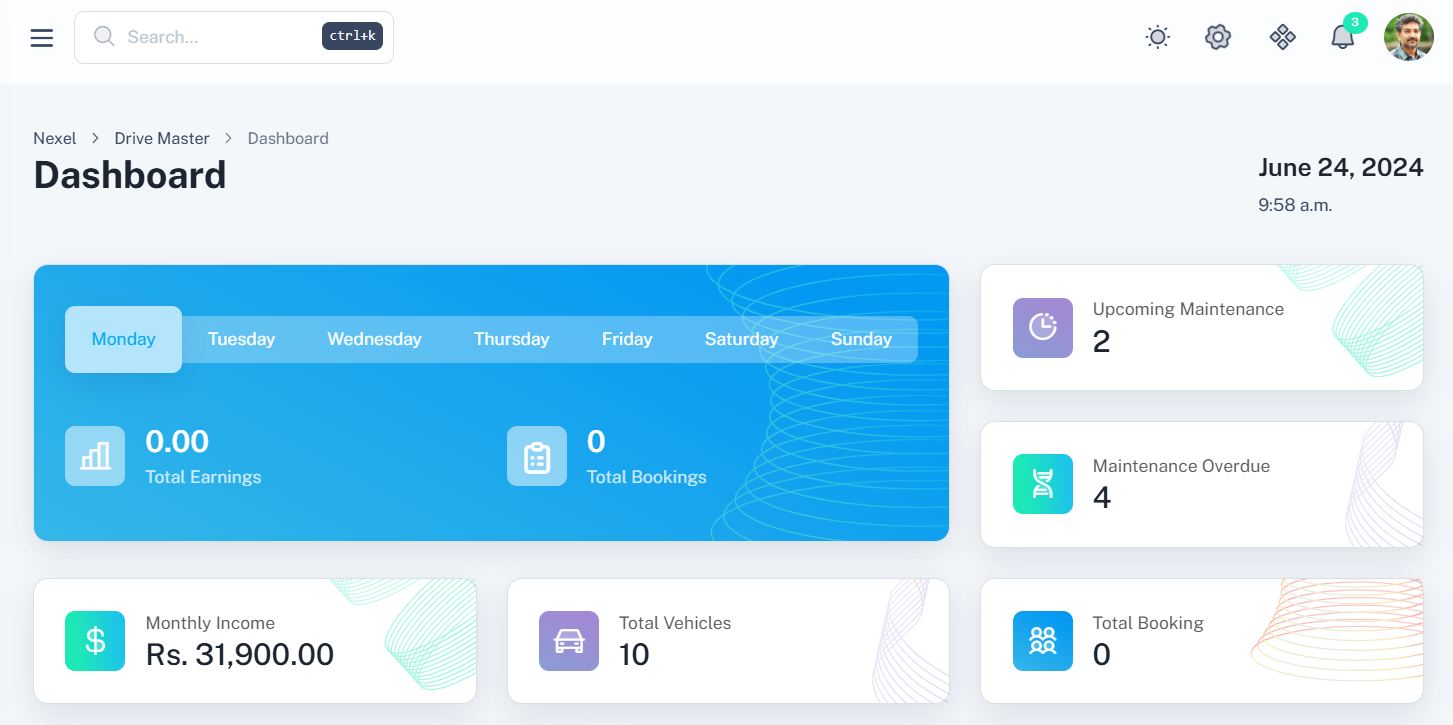 Search...
ctrl+k
3
Nexel > Drive Master > Dashboard
Dashboard
June 24, 2024
9:58 a.m.
Monday Tuesday Wednesday Thursday Friday Saturday Sunday
0.00
Total Earnings
0
Total Bookings
Upcoming Maintenance
2
Maintenance Overdue
4
Monthly Income
Rs. 31,900.00
Total Vehicles
10
Total Booking
0